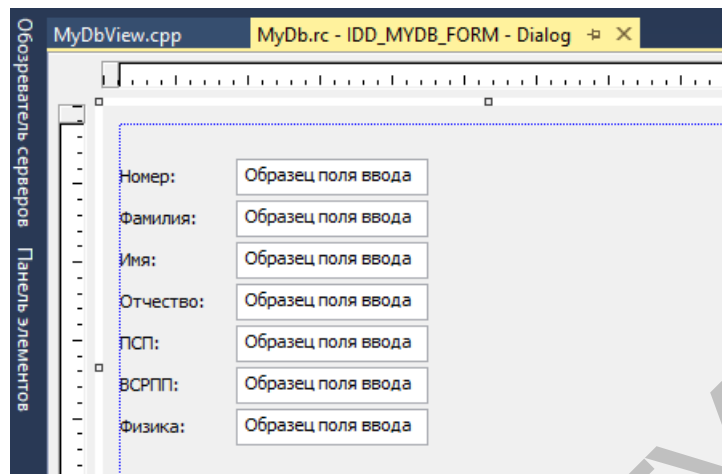 MyDbView.cpp MyDb.rc - IDD_MYDB_FORM - Dialog
Обозреватель серверов
Панель элементов
Номер: Образец поля ввода
Фамилия: Образец поля ввода
Имя: Образец поля ввода
Отчество: Образец поля ввода
ПСП: Образец поля ввода
ВСРПП: Образец поля ввода
Физика: Образец поля ввода